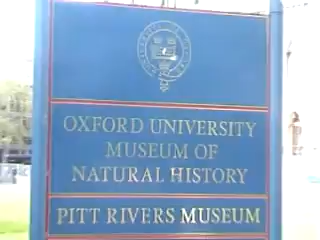 OXFORD UNIVERSITY
MUSEUM OF
NATURAL HISTORY
PITT RIVERS MUSEUM